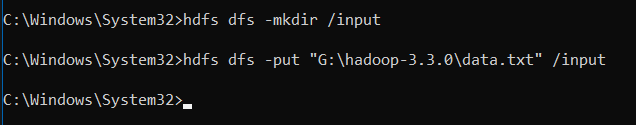 C:\Windows\System32>hdfs dfs -mkdir /input
C:\Windows\System32>hdfs dfs -put "G:\hadoop-3.3.0\data.txt" /input
C:\Windows\System32>